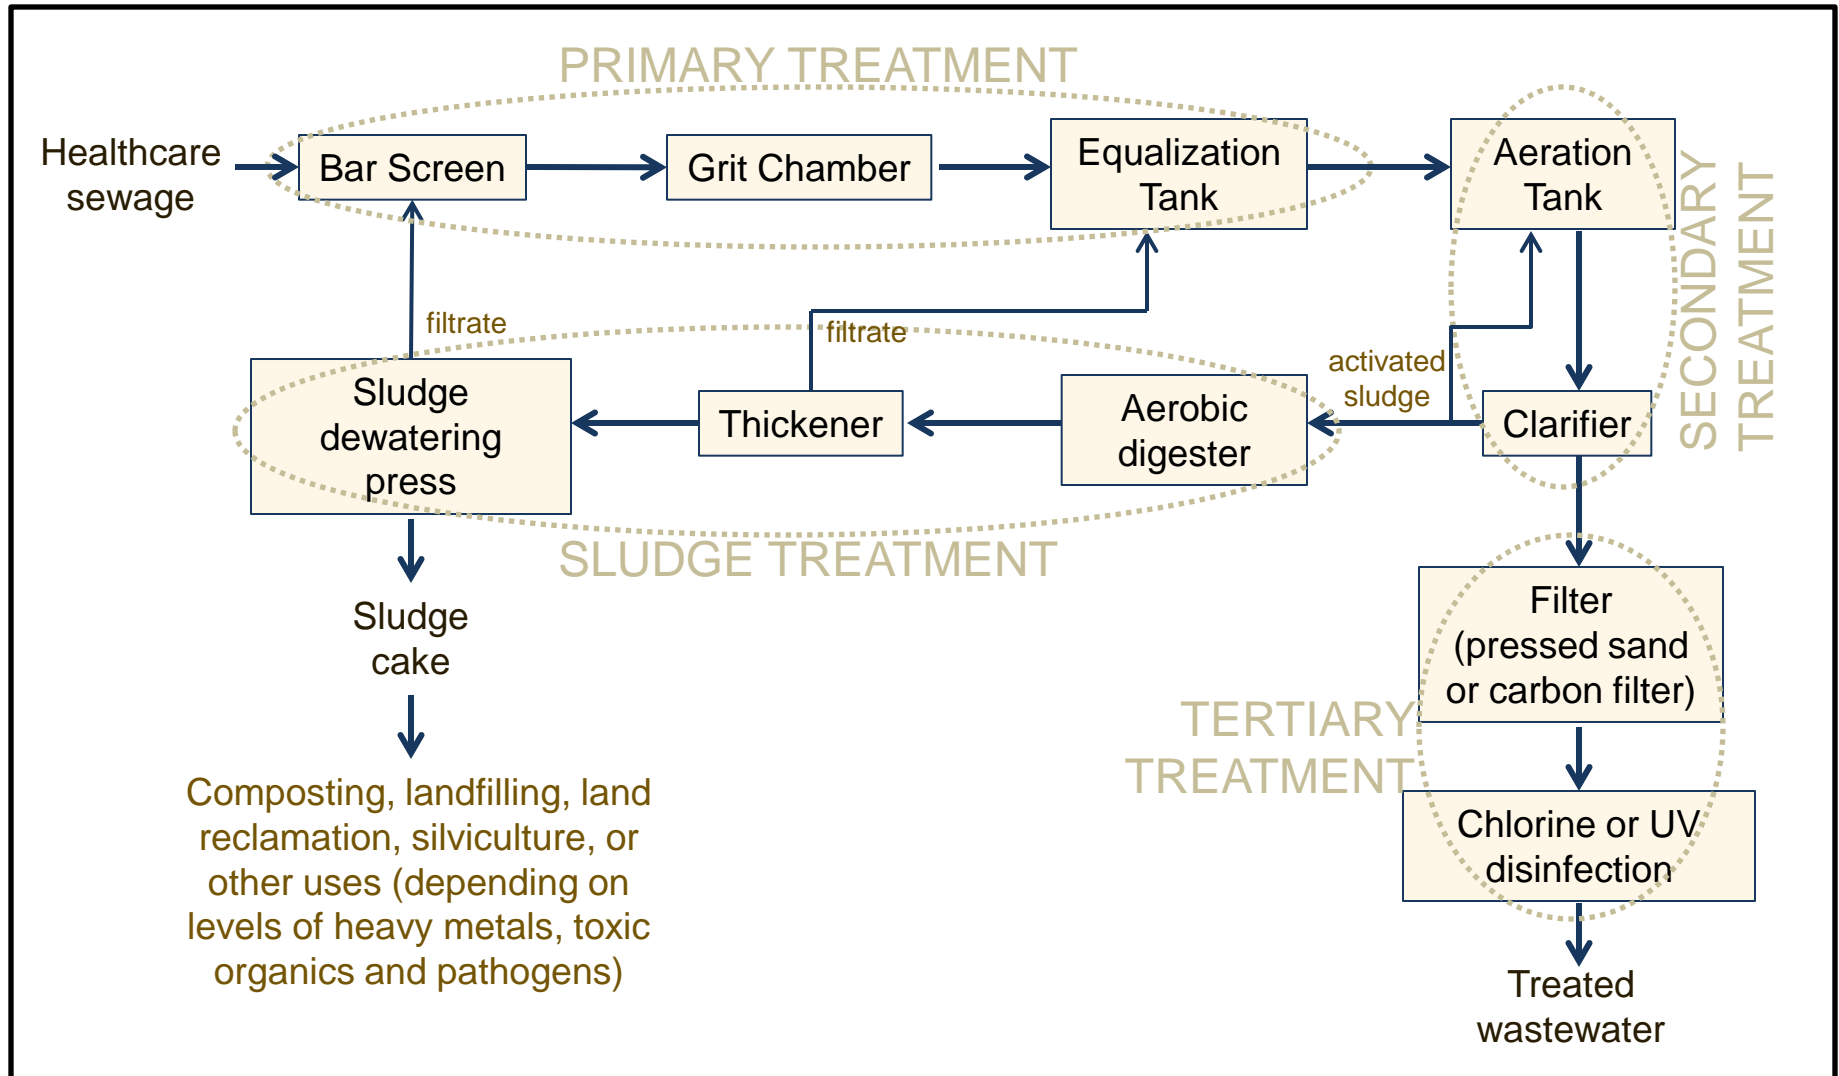 PRIMARY TREATMENT
Healthcare
sewage
Bar Screen
Grit Chamber
Equalization
Tank
Aeration
Tank
SECONDARY
TREATMENT
filtrate
filtrate
activated
sludge
Sludge
dewatering
press
Thickener
Aerobic
digester
Clarifier
SLUDGE TREATMENT
Sludge
cake
Filter
(pressed sand
or carbon filter)
TERTIARY
TREATMENT
Composting, landfilling, land
reclamation, silviculture, or
other uses (depending on
levels of heavy metals, toxic
organics and pathogens)
Chlorine or UV
disinfection
Treated
wastewater